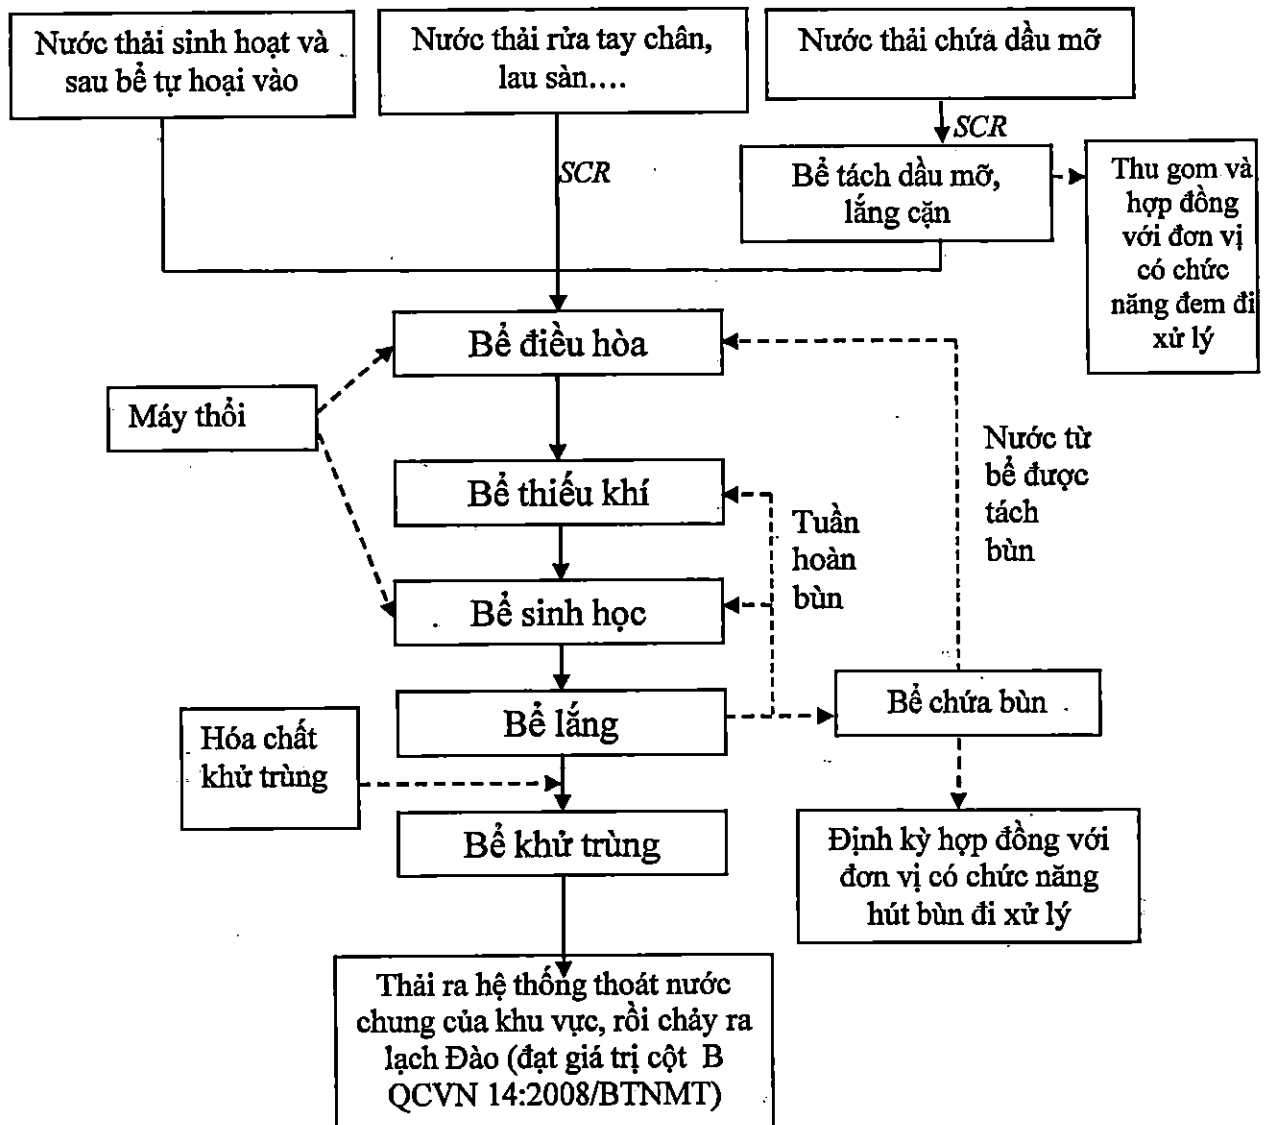 Nước thải sinh hoạt và
sau bể tự hoại vào
Nước thải rửa tay chân,
lau sàn....
Nước thải chứa dầu mỡ
SCR
SCR
Bể tách dầu mỡ,
lắng cặn
Thu gom và
hợp đồng
với đơn vị
có chức
năng đem đi
xử lý
Bể điều hòa
Máy thổi
Bể thiếu khí
Tuần
hoàn
bùn
Nước từ
bể được
tách
bùn
Bể sinh học
Bể lắng
Bể chứa bùn
Hóa chất
khử trùng
Bể khử trùng
Định kỳ hợp đồng với
đơn vị có chức năng
hút bùn đi xử lý
Thải ra hệ thống thoát nước
chung của khu vực, rồi chảy ra
lạch Đào (đạt giá trị cột B
QCVN 14:2008/BTNMT)